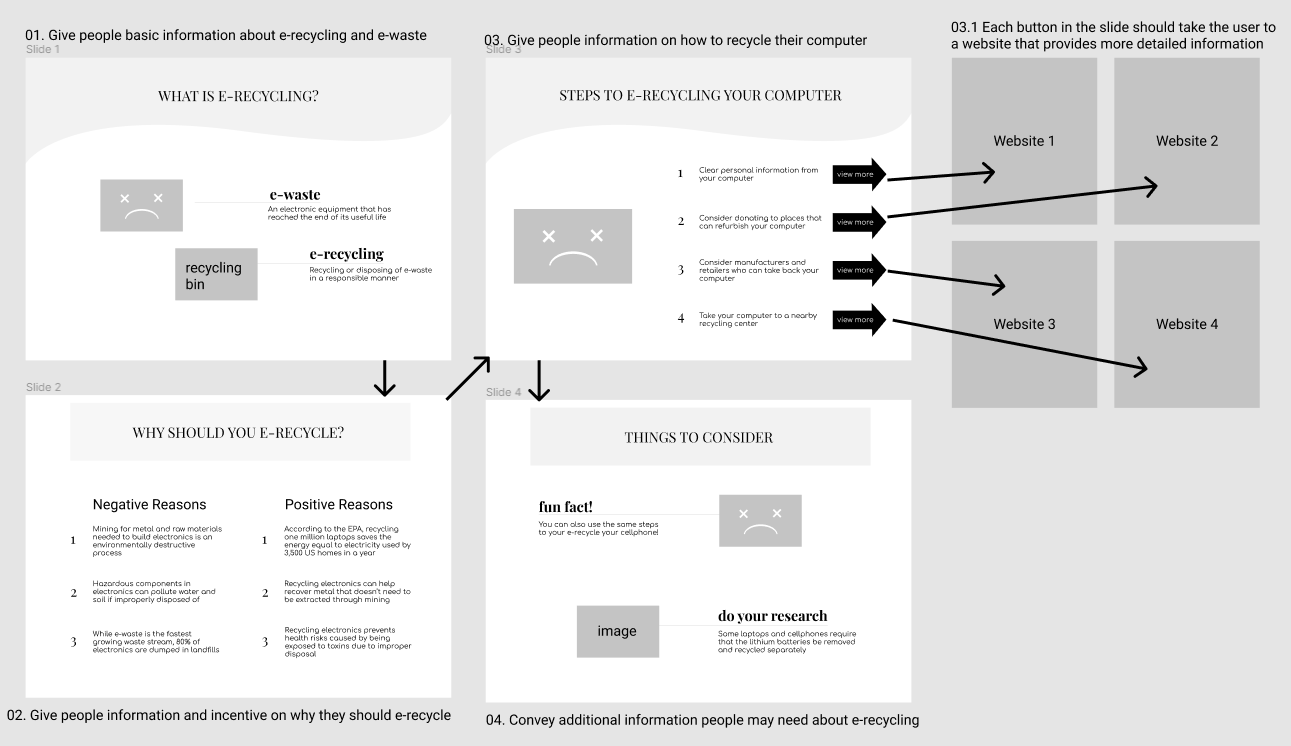 01. Give people basic information about e-recycling and e-waste
Slide 1
WHAT IS E-RECYCLING?
e-waste
An electronic equipment that has
reached the end of its useful life
recycling
bin
e-recycling
Recycling or disposing of e-waste
in a responsible manner
Slide 2
WHY SHOULD YOU E-RECYCLE?
Negative Reasons
1
Mining for metal and raw materials
needed to build electronics is an
environmentally destructive
process
2
Hazardous components in
electronics can pollute water and
soil if improperly disposed of
3
While e-waste is the fastest
growing waste stream, 80% of
electronics are dumped in landfills
Positive Reasons
1
According to the EPA, recycling
one million laptops saves the
energy equal to electricity used by
3,500 US homes in a year
2
Recycling electronics can help
recover metal that doesn't need to
be extracted through mining
3
Recycling electronics prevents
health risks caused by being
exposed to toxins due to improper
disposal
02. Give people information and incentive on why they should e-recycle
03. Give people information on how to recycle their computer
Slide 3
STEPS TO E-RECYCLING YOUR COMPUTER
1
Clear personal information from
your computer
view more
2
Consider donating to places that
can refurbish your computer
view more
3
Consider manufacturers and
retailers who can take back your
computer
view more
4
Take your computer to a nearby
recycling center
view more
03.1 Each button in the slide should take the user to
a website that provides more detailed information
Website 1
Website 2
Website 3
Website 4
Slide 4
THINGS TO CONSIDER
fun fact!
You can also use the same steps
to your e-recycle your cellphone!
image
do your research
Some laptops and cellphones require
that the lithium batteries be removed
and recycled separately
04. Convey additional information people may need about e-recycling